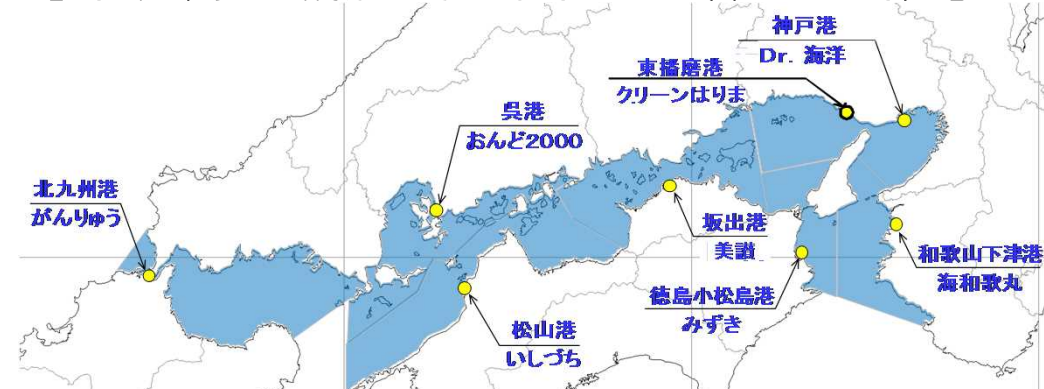 神戸港
Dr. 海洋
東播磨港
クリーンはりま
呉港
おんど2000
北九州港
がんりゅう
坂出港
美讃
和歌山下津港
海和歌丸
徳島小松島港
みずき
松山港
いしづち